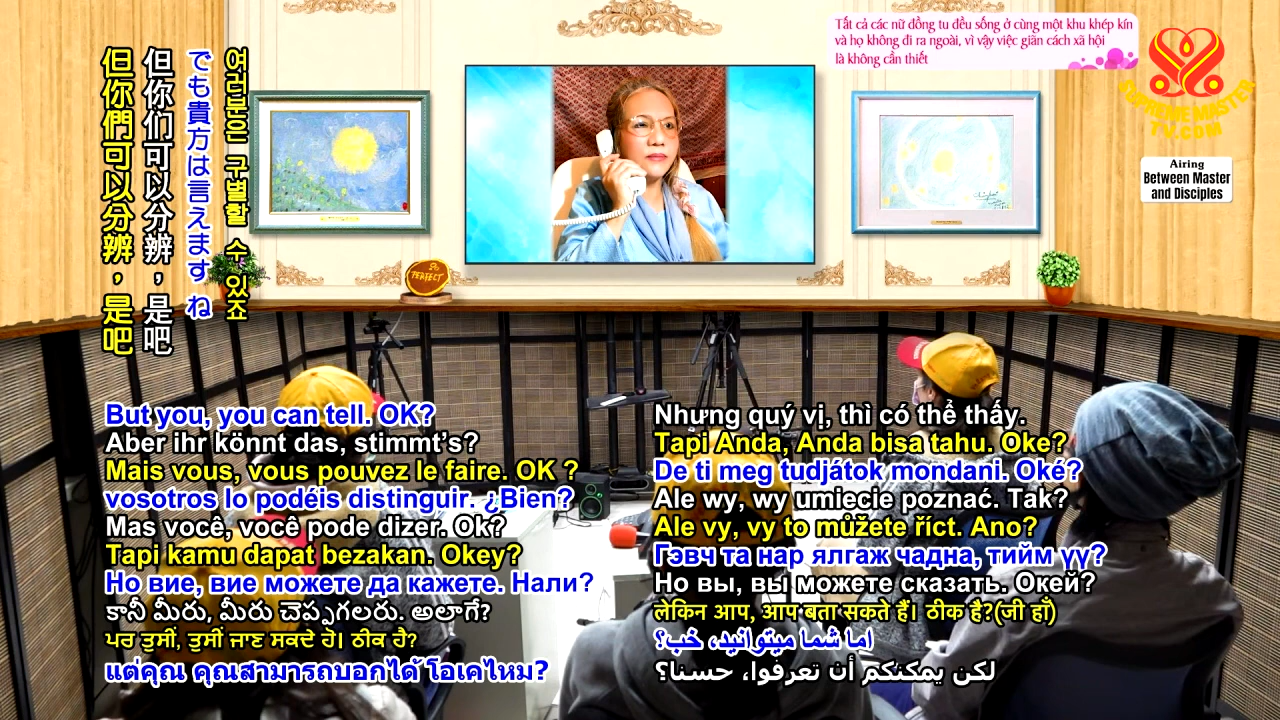 Tất cả các nữ đồng tu đều sống ở cùng một khu khép kín
và họ không đi ra ngoài, vì vậy việc giãn cách xã hội
là không cần thiết
SUPREME MASTER
TV.COM
Airing
Between Master
and Disciples
但你們可以分辨，是吧
但你们可以分辨，是吧
でも貴方は言えますね
여러분은 구별할 수 있죠
PERFECT
But you, you can tell. OK?
Aber ihr könnt das, stimmt’s?
Mais vous, vous pouvez le faire. OK ?
vosotros lo podéis distinguir. ¿Bien?
Mas você, você pode dizer. Ok?
Tapi kamu dapat bezakan. Okey?
Но вие, вие можете да кажете. Нали?
కానీ మీరు, మీరు చెప్పగలరు. అలాగే?
ਪਰ ਤੁਸੀਂ, ਤੁਸੀਂ ਜਾਣ ਸਕਦੇ ਹੋ। ਠੀਕ ਹੈ?
แต่คุณ คุณสามารถบอกได้ โอเคไหม?
Nhưng quý vị, thì có thể thấy.
Tapi Anda, Anda bisa tahu. Oke?
De ti meg tudjátok mondani. Oké?
Ale wy, wy umiecie poznać. Tak?
Ale vy, vy to můžete říct. Ano?
Гэвч та нар ялгаж чадна, тийм үү?
Но вы, вы можете сказать. Окей?
लेकिन आप, आप बता सकते हैं। ठीक है?(जी हाँ)
اما شما میتوانید، خب؟
لكن يمكنكم أن تعرفوا، حسنا؟